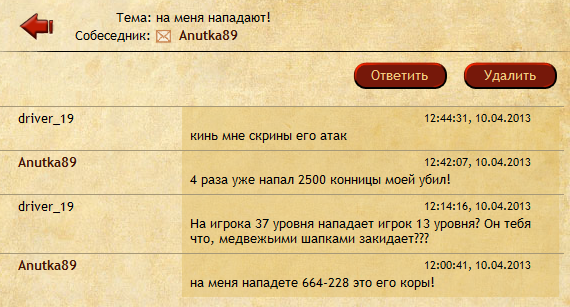 Тема: на меня нападают!
Собеседник: Anutka89
Ответить Удалить
driver_19 12:44:31, 10.04.2013
кинь мне скрины его атак
Anutka89 12:42:07, 10.04.2013
4 раза уже напал 2500 конницы моей убил!
driver_19 12:14:16, 10.04.2013
На игрока 37 уровня нападает игрок 13 уровня? Он тебя
что, медвежьими шапками закидает???
Anutka89 12:00:41, 10.04.2013
на меня нападете 664-228 это его коры!